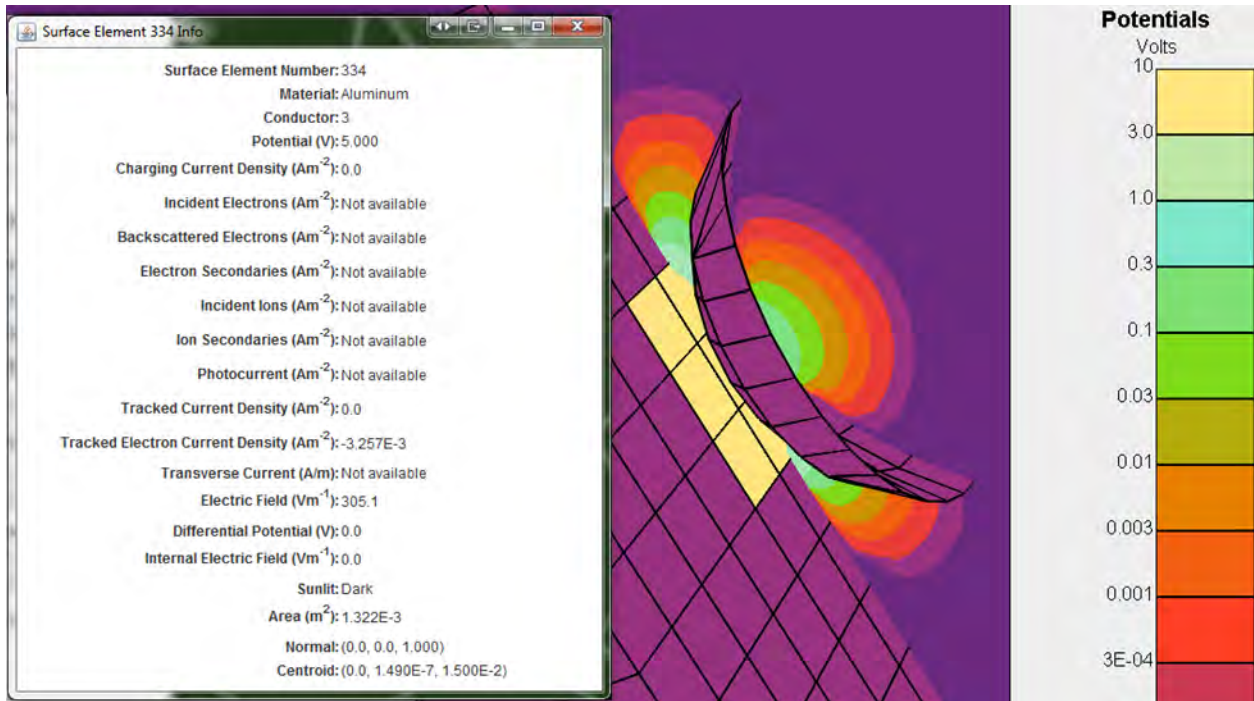 Surface Element 334 Info
Surface Element Number: 334
Material: Aluminum
Conductor: 3
Potential (V): 5.000
Charging Current Density (Am⁻²): 0.0
Incident Electrons (Am⁻²): Not available
Backscattered Electrons (Am⁻²): Not available
Electron Secondaries (Am⁻²): Not available
Incident Ions (Am⁻²): Not available
Ion Secondaries (Am⁻²): Not available
Photocurrent (Am⁻²): Not available
Tracked Current Density (Am⁻²): 0.0
Tracked Electron Current Density (Am⁻²): -3.257E-3
Transverse Current (A/m): Not available
Electric Field (Vm⁻¹): 305.1
Differential Potential (V): 0.0
Internal Electric Field (Vm⁻¹): 0.0
Sunlit: Dark
Area (m²): 1.322E-3
Normal: (0.0, 0.0, 1.000)
Centroid: (0.0, 1.490E-7, 1.500E-2)
Potentials
Volts
10
3.0
1.0
0.3
0.1
0.03
0.01
0.003
0.001
3E-04